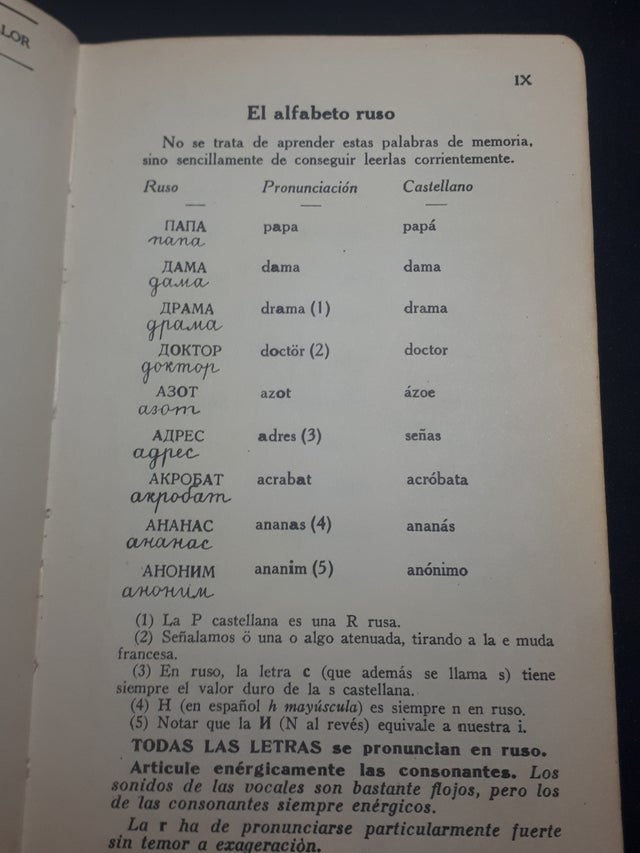 LOR
IX
El alfabeto ruso
No se trata de aprender estas palabras de memoria,
sino sencillamente de conseguir leerlas corrientemente.
Ruso Pronunciación Castellano
ПАПА papa papá
папа
ДАМА dama dama
дама
ДРАМА drama (1) drama
драма
ДОКТОР doctör (2) doctor
доктор
АЗОТ azot ázoe
азот
АДРЕС adres (3) señas
адрес
АКРОБАТ acrabat acróbata
акробат
АНАНАС ananas (4) ananás
ананас
АНОНИМ ananim (5) anónimo
аноним
(1) La P castellana es una R rusa.
(2) Señalamos ö una o algo atenuada, tirando a la e muda
francesa.
(3) En ruso, la letra c (que además se llama s) tiene
siempre el valor duro de la s castellana.
(4) H (en español h mayúscula) es siempre n en ruso.
(5) Notar que la И (N al revés) equivale a nuestra i.
TODAS LAS LETRAS se pronuncian en ruso.
Articule enérgicamente las consonantes. Los
sonidos de las vocales son bastante flojos, pero los
de las consonantes siempre enérgicos.
La r ha de pronunciarse particularmente fuerte
sin temor a exageración.